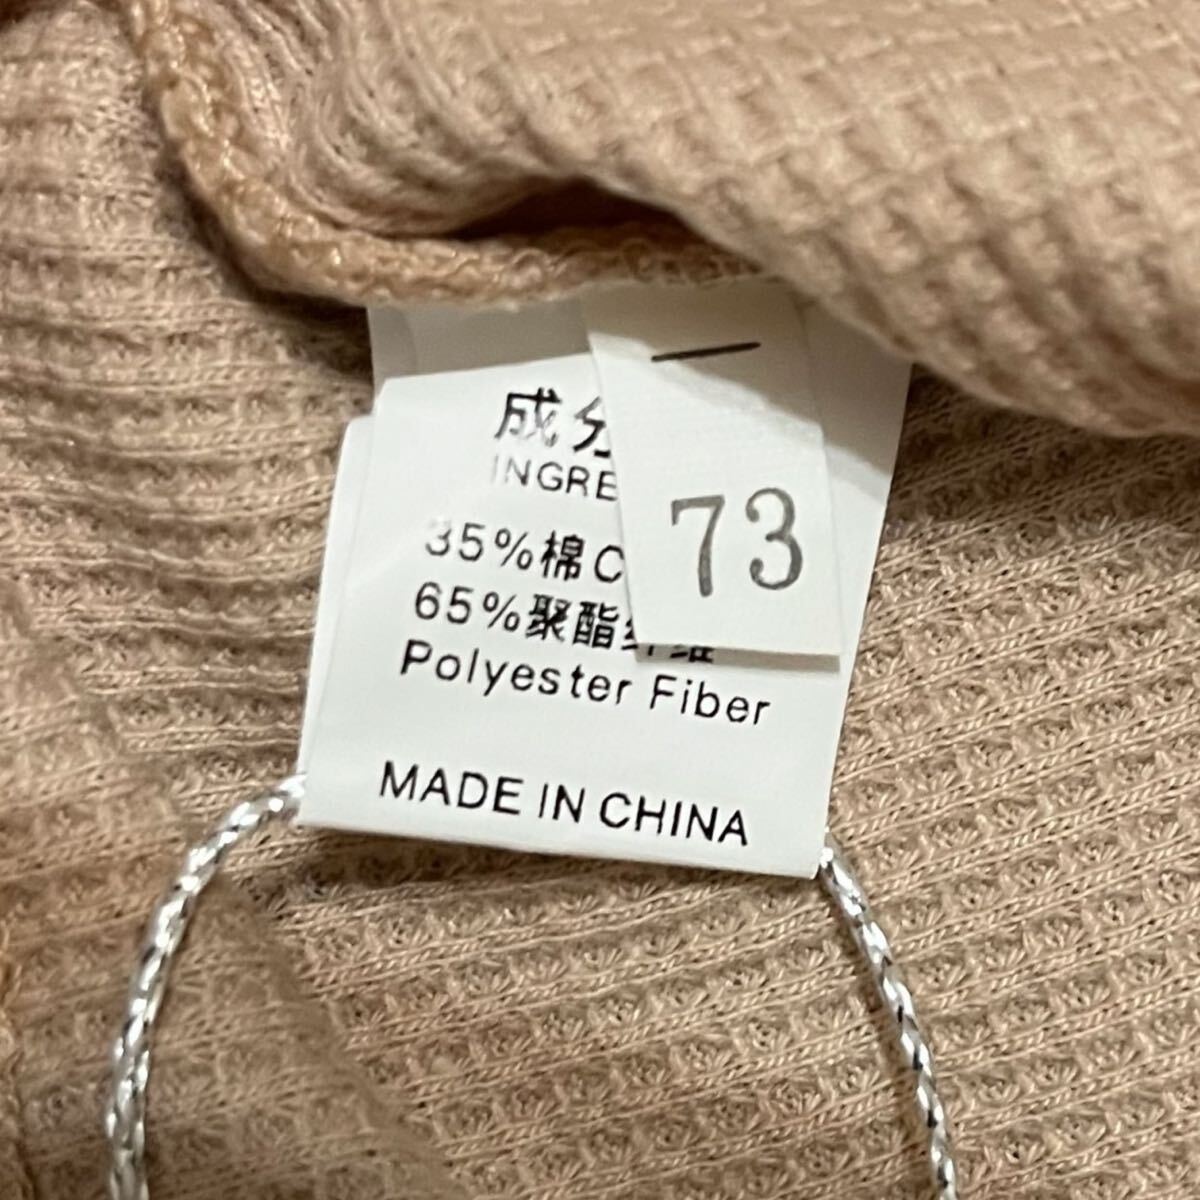 成分
INGRE
73
35%棉C
65%聚酯纤维
Polyester Fiber
MADE IN CHINA